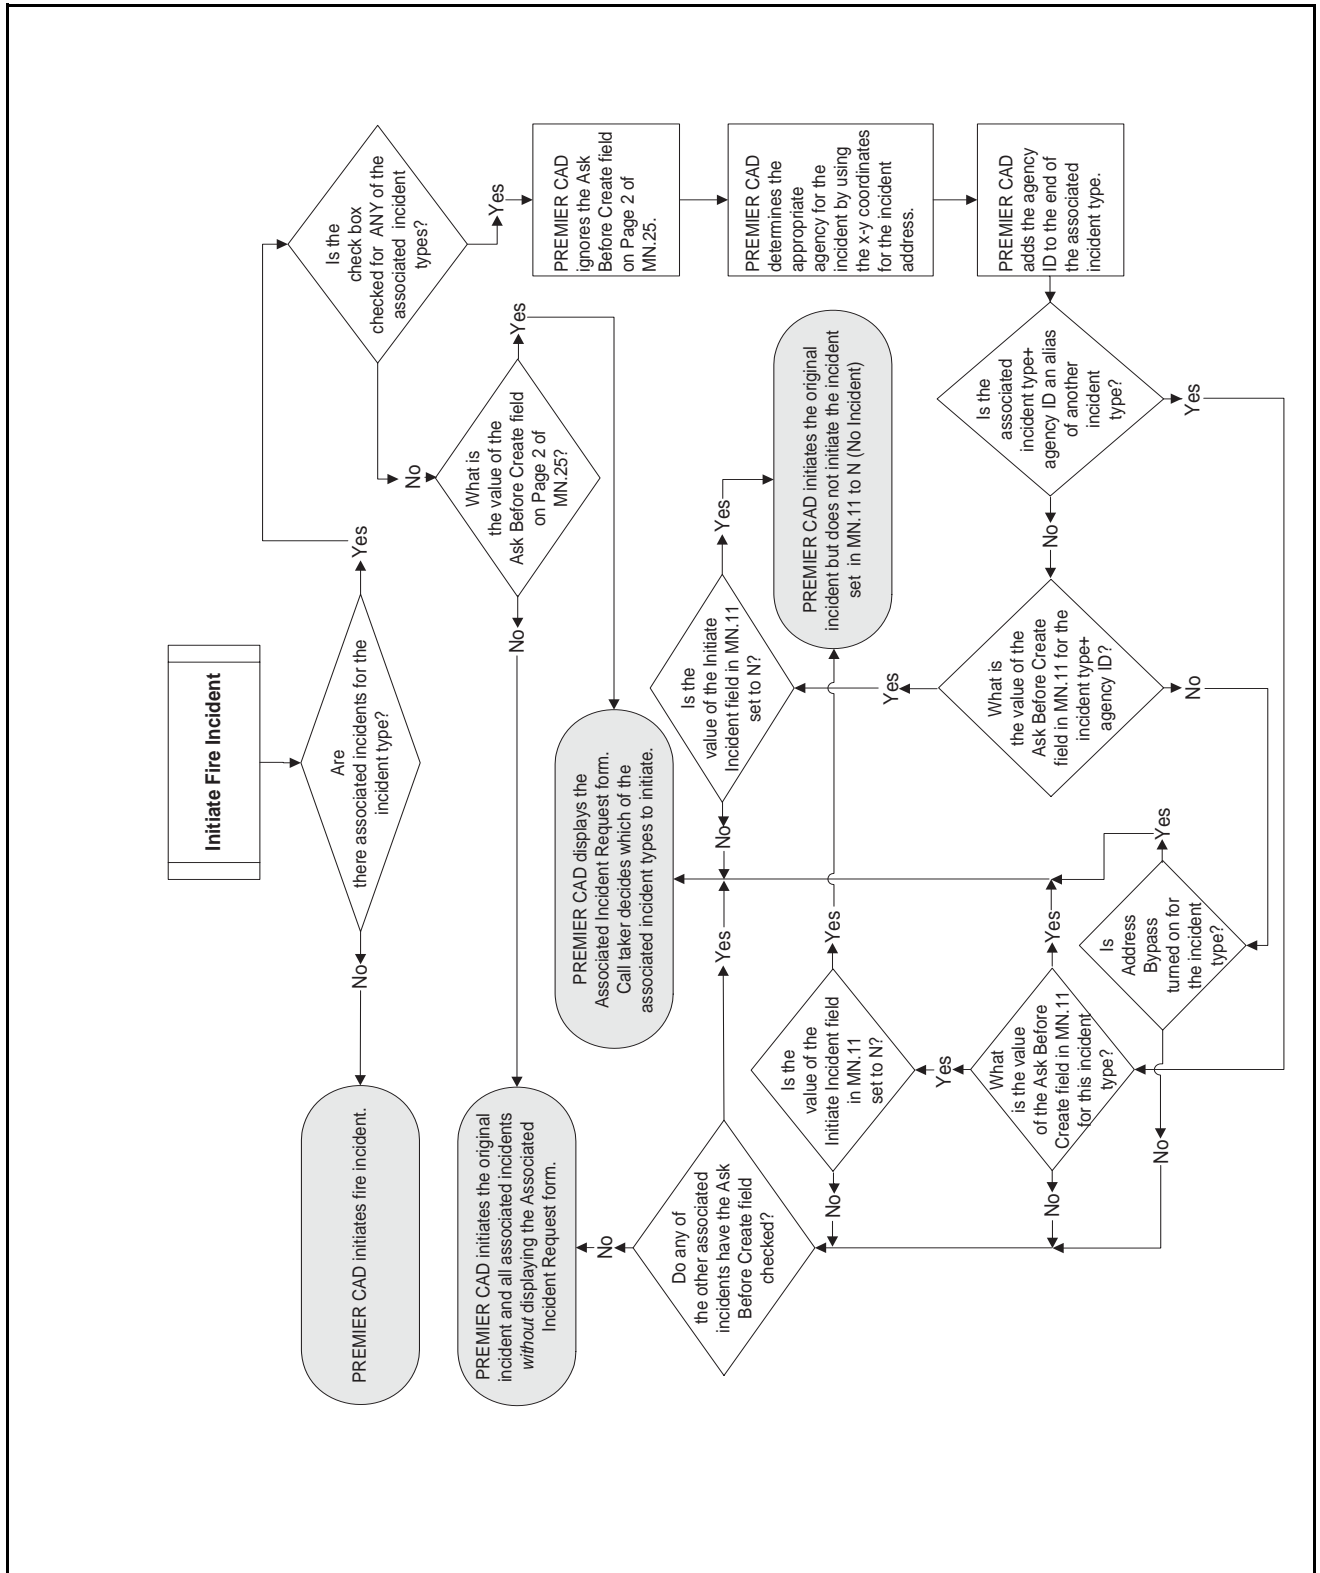 Initiate Fire Incident
Are
there associated incidents for the
incident type?
No
Yes
PREMIER CAD initiates fire incident.
Is the
check box
checked for ANY of the
associated incident
types?
No
Yes
What is
the value of the
Ask Before Create field
on Page 2 of
MN.25?
No
Yes
PREMIER CAD initiates the original
incident and all associated incidents
without displaying the Associated
Incident Request form.
PREMIER CAD displays the
Associated Incident Request form.
Call taker decides which of the
associated incident types to initiate.
PREMIER CAD
ignores the Ask
Before Create field
on Page 2 of
MN.25.
PREMIER CAD
determines the
appropriate
agency for the
incident by using
the x-y coordinates
for the incident
address.
PREMIER CAD
adds the agency
ID to the end of
the associated
incident type.
Is the
associated
incident type+
agency ID an alias
of another
incident
type?
No
Yes
What is
the value of the
Ask Before Create
field in MN.11 for the
incident type+
agency ID?
Yes
No
Is the
value of the Initiate
Incident field in MN.11
set to N?
No
Yes
PREMIER CAD initiates the original
incident but does not initiate the incident
set in MN.11 to N (No Incident)
Is
Address
Bypass
turned on for
the incident
type?
Yes
No
What
is the value
of the Ask Before
Create field in MN.11
for this incident
type?
Yes
Yes
No
Is the
value of the
Initiate Incident field
in MN.11
set to N?
Yes
No
Do any of
the other associated
incidents have the Ask
Before Create field
checked?
Yes
No